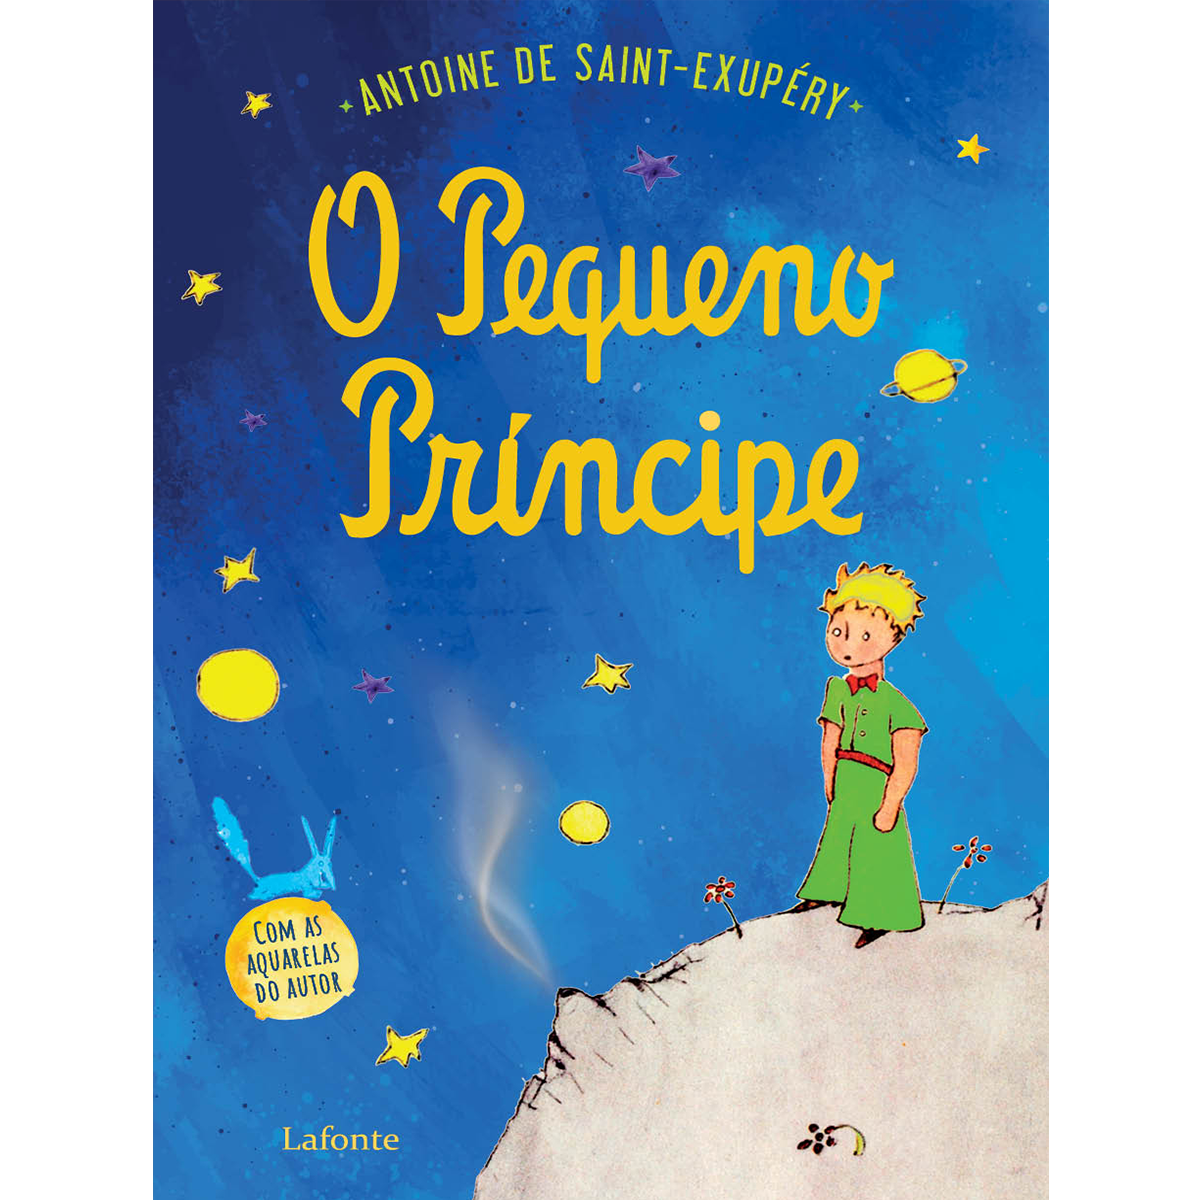 ANTOINE DE SAINT-EXUPÉRY
O Pequeno
Príncipe
COM AS
AQUARELAS
DO AUTOR
Lafonte